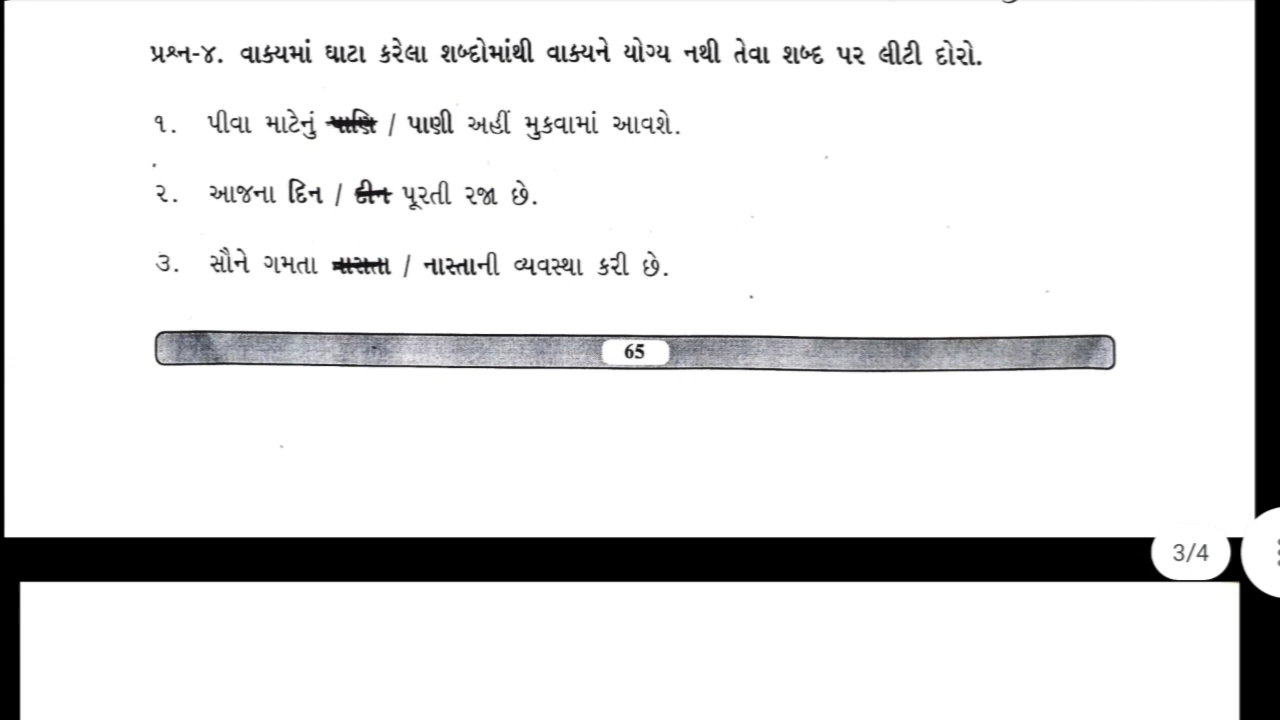 પ્રશ્ન-૪. વાક્યમાં ઘાટા કરેલા શબ્દોમાંથી વાક્યને યોગ્ય નથી તેવા શબ્દ પર લીટી દોરો.
૧. પીવા માટેનું પાણિ / પાણી અહીં મુકવામાં આવશે.
૨. આજના દિન / દીન પૂરતી રજા છે.
૩. સૌને ગમતા નાસતા / નાસ્તાની વ્યવસ્થા કરી છે.
65
3/4